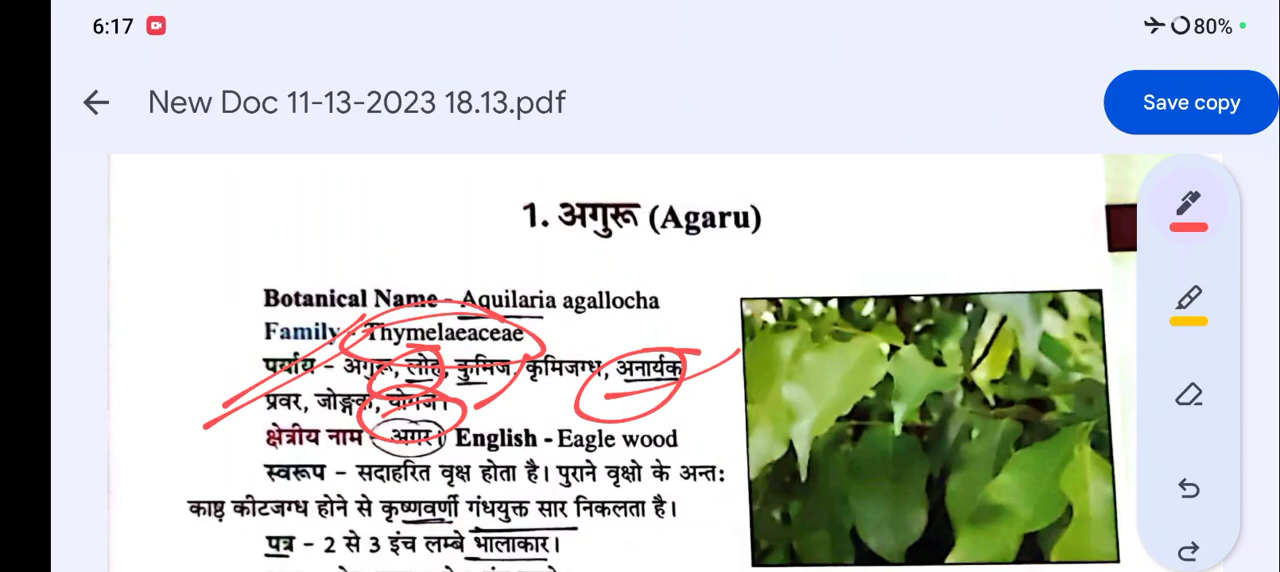 6:17
80%
New Doc 11-13-2023 18.13.pdf
Save copy
1. अगुरू (Agaru)
Botanical Name - Aquilaria agallocha
Family - Thymelaeaceae
पर्याय - अगुरू, लोह, कुमिज, कृमिजग्ध, अनार्यक
प्रवर, जोङ्गक, योगज।
क्षेत्रीय नाम - अगर। English - Eagle wood
स्वरूप - सदाहरित वृक्ष होता है। पुराने वृक्षो के अन्त:
काष्ठ कीटजग्ध होने से कृष्णवर्णी गंधयुक्त सार निकलता है।
पत्र - 2 से 3 इंच लम्बे भालाकार।